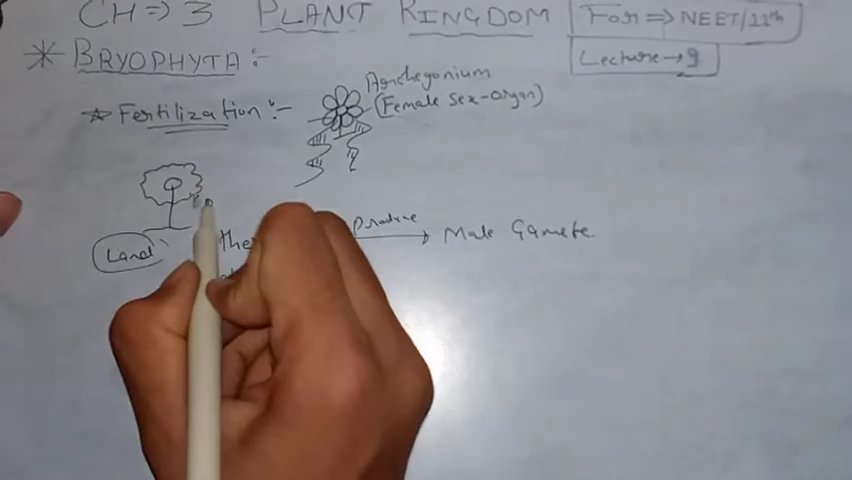 CH => 3 PLANT KINGDOM
For => NEET/11th
Lecture → 9
* BRYOPHYTA :-
Archegonium
(Female sex-organ)
☆ Fertilization :-
Land
the
Produce
Male Gamete